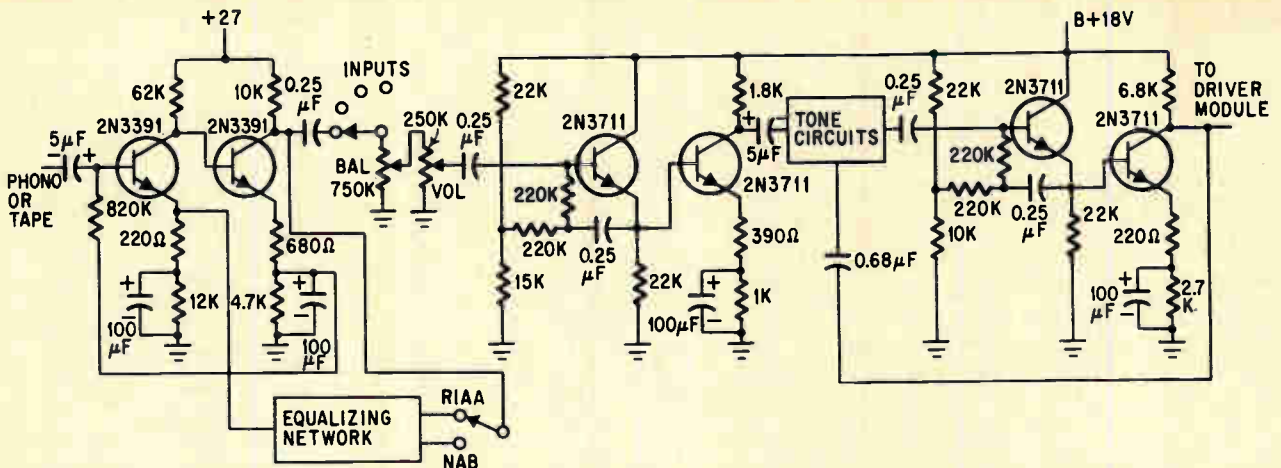 +27
62K
10K
0.25
µF
INPUTS
2N3391
2N3391
5µF
- +
PHONO
OR
TAPE
820K
220Ω
680Ω
+
-
12K
4.7K
+
-
100
µF
100
µF
250K
BAL
750K
VOL
0.25
µF
22K
2N3711
220K
220K
0.25
µF
15K
22K
1.8K
+
5µF
2N3711
390Ω
+
-
100µF
1K
TONE
CIRCUITS
0.68µF
0.25
µF
22K
B+18V
2N3711
220K
220K
0.25
µF
10K
22K
6.8K
2N3711
TO
DRIVER
MODULE
220Ω
+
-
100
µF
2.7
K
EQUALIZING
NETWORK
RIAA
NAB